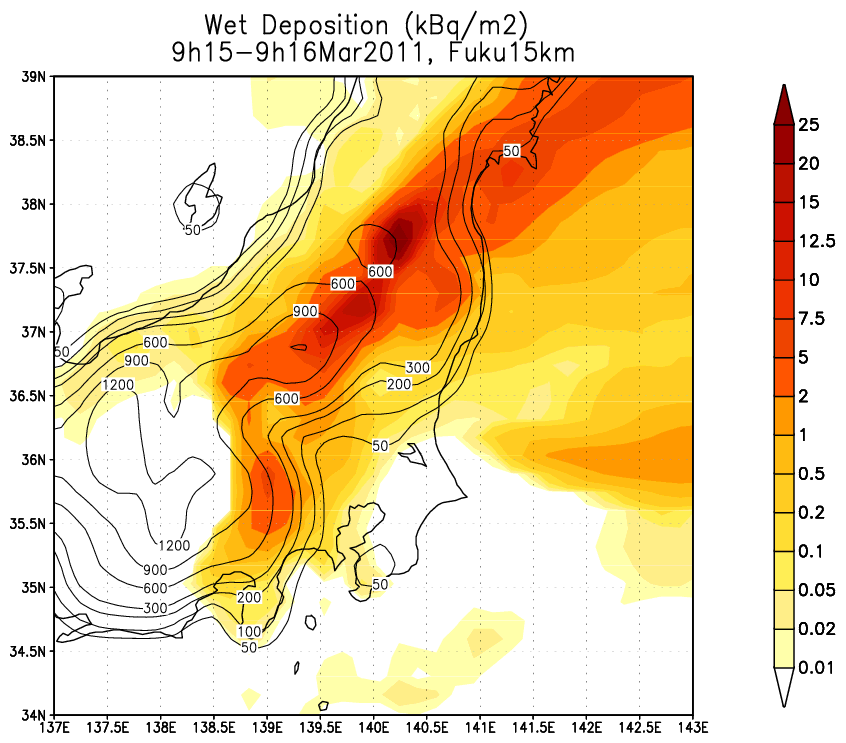 Wet Deposition (kBq/m2)
9h15-9h16Mar2011, Fuku15km
39N
38.5N
38N
37.5N
37N
36.5N
36N
35.5N
35N
34.5N
34N
137E 137.5E 138E 138.5E 139E 139.5E 140E 140.5E 141E 141.5E 142E 142.5E 143E
50
50
600
600
900
50
600
900
1200
300
200
600
50
1200
900
600
300
50
200
100
50
25
20
15
12.5
10
7.5
5
2
1
0.5
0.2
0.1
0.05
0.02
0.01